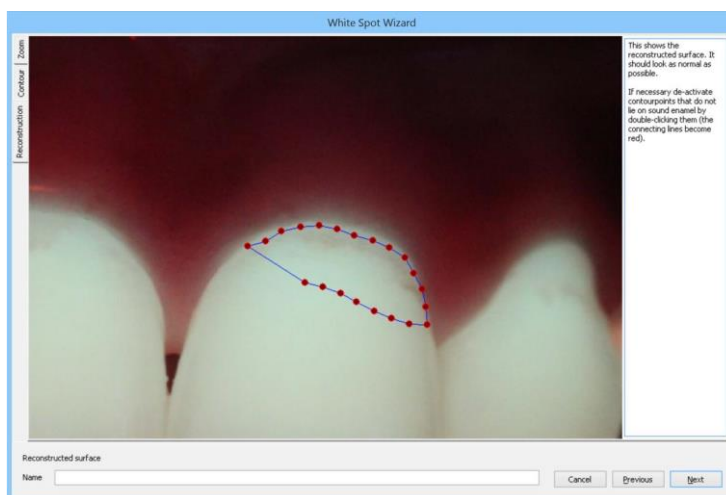 White Spot Wizard
Zoom
Contour
Reconstruction
This shows the
reconstructed surface. It
should look as normal as
possible.
If necessary de-activate
contourpoints that do not
lie on sound enamel by
double-clicking them (the
connecting lines become
red).
Reconstructed surface
Name
Cancel
Previous
Next